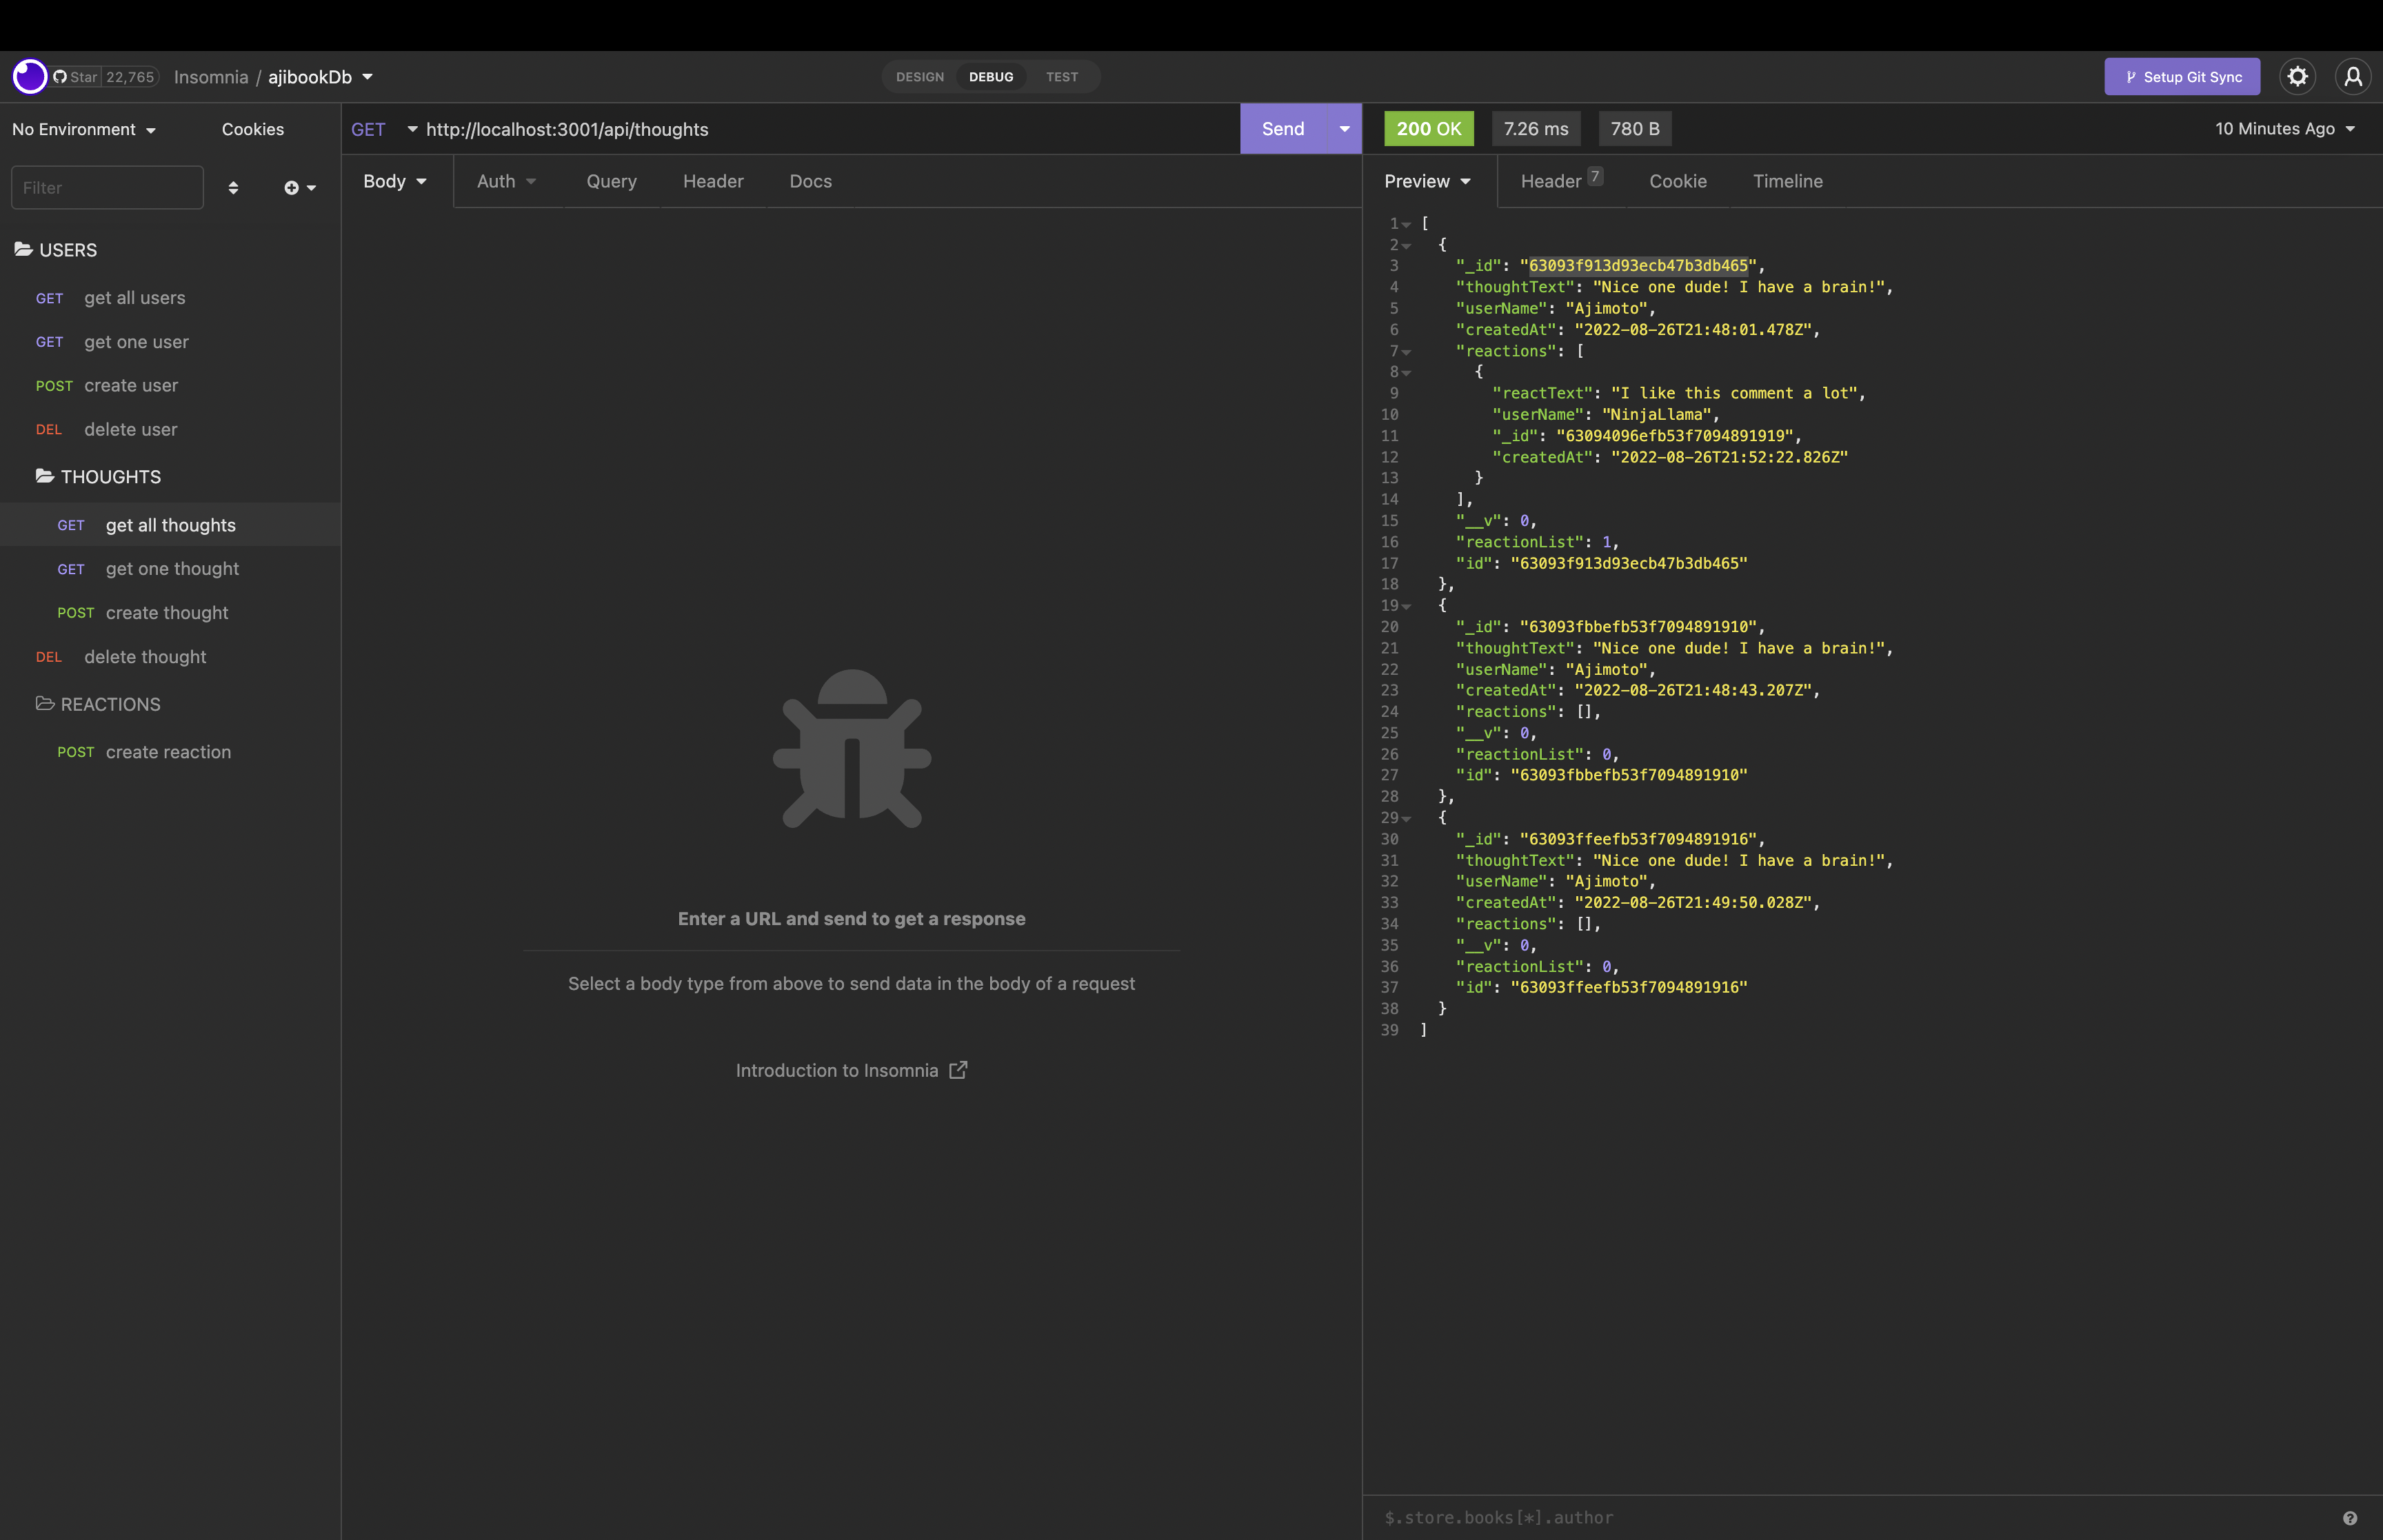 Star 22,765 Insomnia / ajibookDb DESIGN DEBUG TEST Setup Git Sync
No Environment Cookies
Filter
USERS
GET get all users
GET get one user
POST create user
DEL delete user
THOUGHTS
GET get all thoughts
GET get one thought
POST create thought
DEL delete thought
REACTIONS
POST create reaction
GET http://localhost:3001/api/thoughts Send
Body Auth Query Header Docs
Enter a URL and send to get a response
Select a body type from above to send data in the body of a request
Introduction to Insomnia
200 OK 7.26 ms 780 B 10 Minutes Ago
Preview Header 7 Cookie Timeline
1 [
2 {
3 "_id": "63093f913d93ecb47b3db465",
4 "thoughtText": "Nice one dude! I have a brain!",
5 "userName": "Ajimoto",
6 "createdAt": "2022-08-26T21:48:01.478Z",
7 "reactions": [
8 {
9 "reactText": "I like this comment a lot",
10 "userName": "NinjaLlama",
11 "_id": "63094096efb53f7094891919",
12 "createdAt": "2022-08-26T21:52:22.826Z"
13 }
14 ],
15 "__v": 0,
16 "reactionList": 1,
17 "id": "63093f913d93ecb47b3db465"
18 },
19 {
20 "_id": "63093fbbefb53f7094891910",
21 "thoughtText": "Nice one dude! I have a brain!",
22 "userName": "Ajimoto",
23 "createdAt": "2022-08-26T21:48:43.207Z",
24 "reactions": [],
25 "__v": 0,
26 "reactionList": 0,
27 "id": "63093fbbefb53f7094891910"
28 },
29 {
30 "_id": "63093ffeefb53f7094891916",
31 "thoughtText": "Nice one dude! I have a brain!",
32 "userName": "Ajimoto",
33 "createdAt": "2022-08-26T21:49:50.028Z",
34 "reactions": [],
35 "__v": 0,
36 "reactionList": 0,
37 "id": "63093ffeefb53f7094891916"
38 }
39 ]
$.store.books[*].author